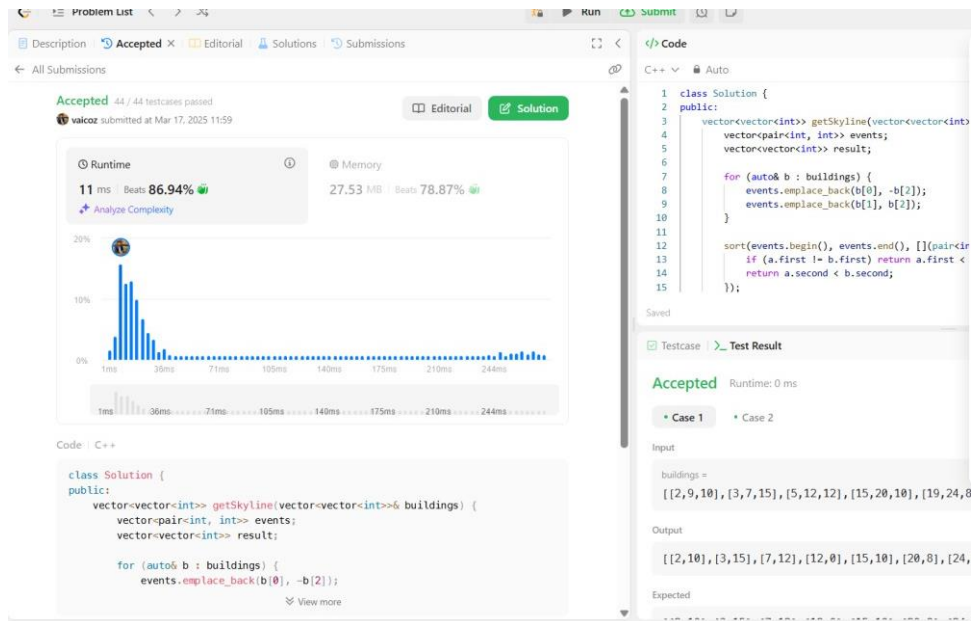 Problem List
Run
Submit
Description
Accepted
Editorial
Solutions
Submissions
All Submissions
Accepted 44 / 44 testcases passed
vaicoz submitted at Mar 17, 2025 11:59
Editorial
Solution
Runtime
11 ms Beats 86.94%
Analyze Complexity
Memory
27.53 MB Beats 78.87%
20%
10%
0%
1ms 36ms 71ms 105ms 140ms 175ms 210ms 244ms
1ms 36ms 71ms 105ms 140ms 175ms 210ms 244ms
Code C++
class Solution {
public:
vector<vector<int>> getSkyline(vector<vector<int>>& buildings) {
vector<pair<int, int>> events;
vector<vector<int>> result;
for (auto& b : buildings) {
events.emplace_back(b[0], -b[2]);
View more
</> Code
C++ Auto
1 class Solution {
2 public:
3 vector<vector<int>> getSkyline(vector<vector<int>
4 vector<pair<int, int>> events;
5 vector<vector<int>> result;
6
7 for (auto& b : buildings) {
8 events.emplace_back(b[0], -b[2]);
9 events.emplace_back(b[1], b[2]);
10 }
11
12 sort(events.begin(), events.end(), [](pair<in
13 if (a.first != b.first) return a.first <
14 return a.second < b.second;
15 });
Saved
Testcase
>_ Test Result
Accepted Runtime: 0 ms
• Case 1 • Case 2
Input
buildings =
[[2,9,10],[3,7,15],[5,12,12],[15,20,10],[19,24,8
Output
[[2,10],[3,15],[7,12],[12,0],[15,10],[20,8],[24,
Expected